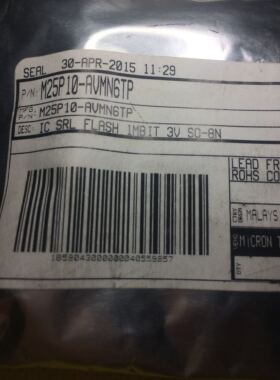 SEAL 30-APR-2015 11:29
P/N: M25P10-AVMN6TP
MFG. P/N: M25P10-AVMN6TP
DESC: IC SRL FLASH 1MBIT 3V SO-8N
LEAD FR
ROHS CO
MALAYS
MICRON T
QTY